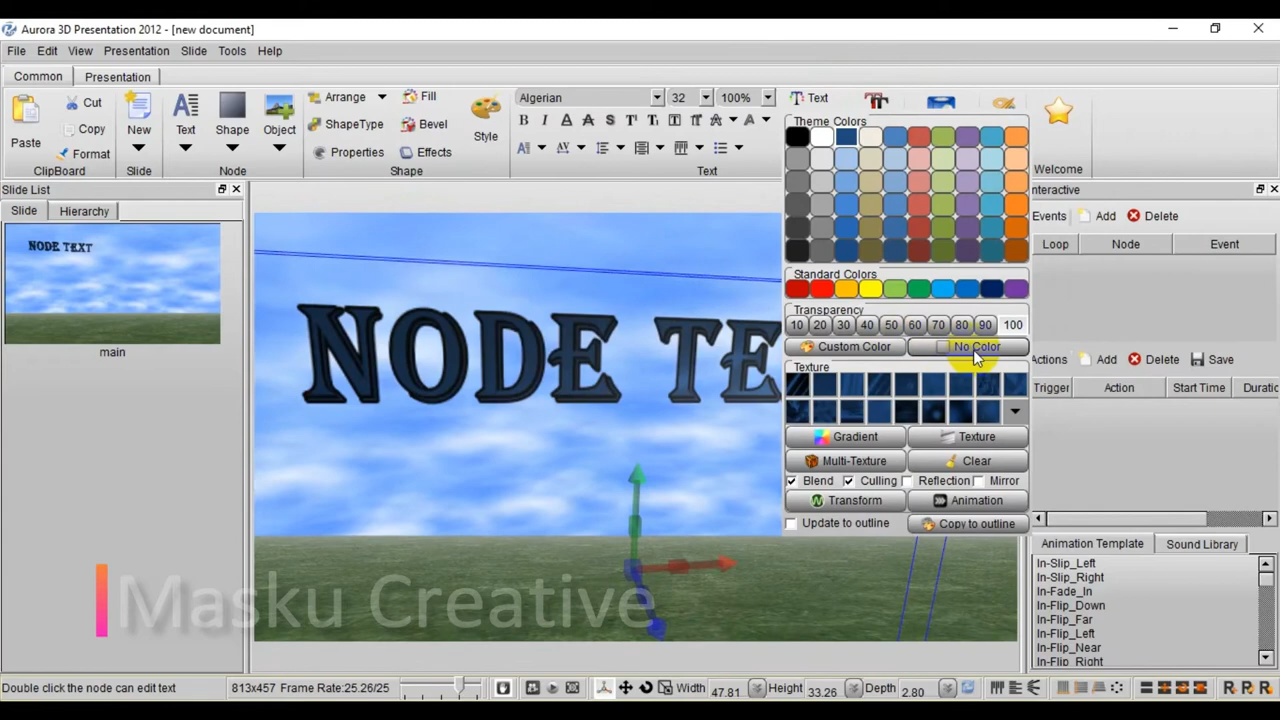 Aurora 3D Presentation 2012 - [new document]
File Edit View Presentation Slide Tools Help
Common Presentation
Paste Cut Copy Format ClipBoard
New Slide
Text Shape Object Node
Arrange Fill
ShapeType Bevel
Properties Effects
Shape
Style
Algerian 32 100%
Text
Text
Welcome
Slide List
Slide Hierarchy
NODE TEXT
main
NODE TE
Theme Colors
Standard Colors
Transparency
10 20 30 40 50 60 70 80 90 100
Custom Color No Color
Texture
Gradient Texture
Multi-Texture Clear
Blend Culling Reflection Mirror
Transform Animation
Update to outline Copy to outline
nteractive
Events Add Delete
Loop Node Event
Actions Add Delete Save
Trigger Action Start Time Duratic
Animation Template Sound Library
In-Slip_Left
In-Slip_Right
In-Fade_In
In-Flip_Down
In-Flip_Far
In-Flip_Left
In-Flip_Near
In-Flip_Right
Masku Creative
Double click the node can edit text 813x457 Frame Rate:25.26/25 Width 47.81 Height 33.26 Depth 2.80